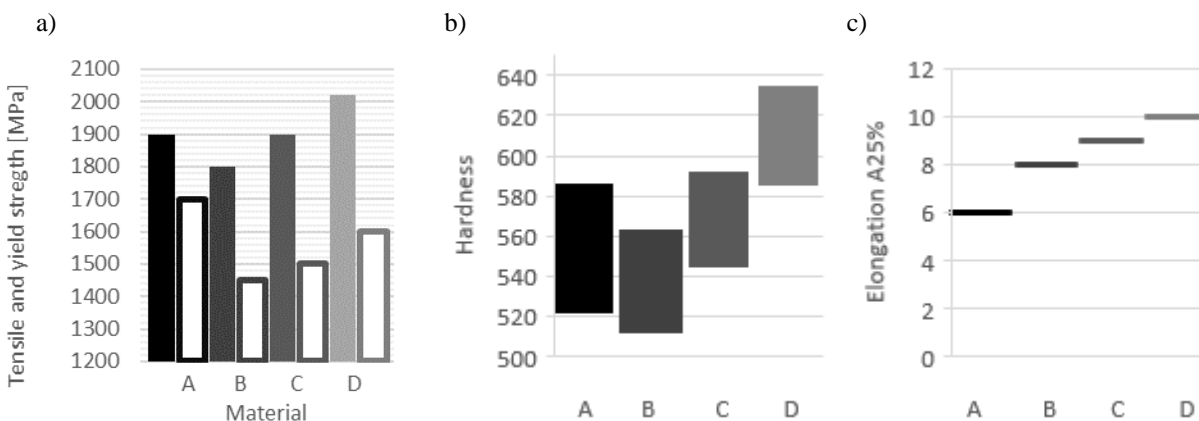 a)
Tensile and yield stregth [MPa]
2100
2000
1900
1800
1700
1600
1500
1400
1300
1200
A B C D
Material
b)
Hardness
640
620
600
580
560
540
520
500
A B C D
c)
Elongation A25%
12
10
8
6
4
2
0
A B C D